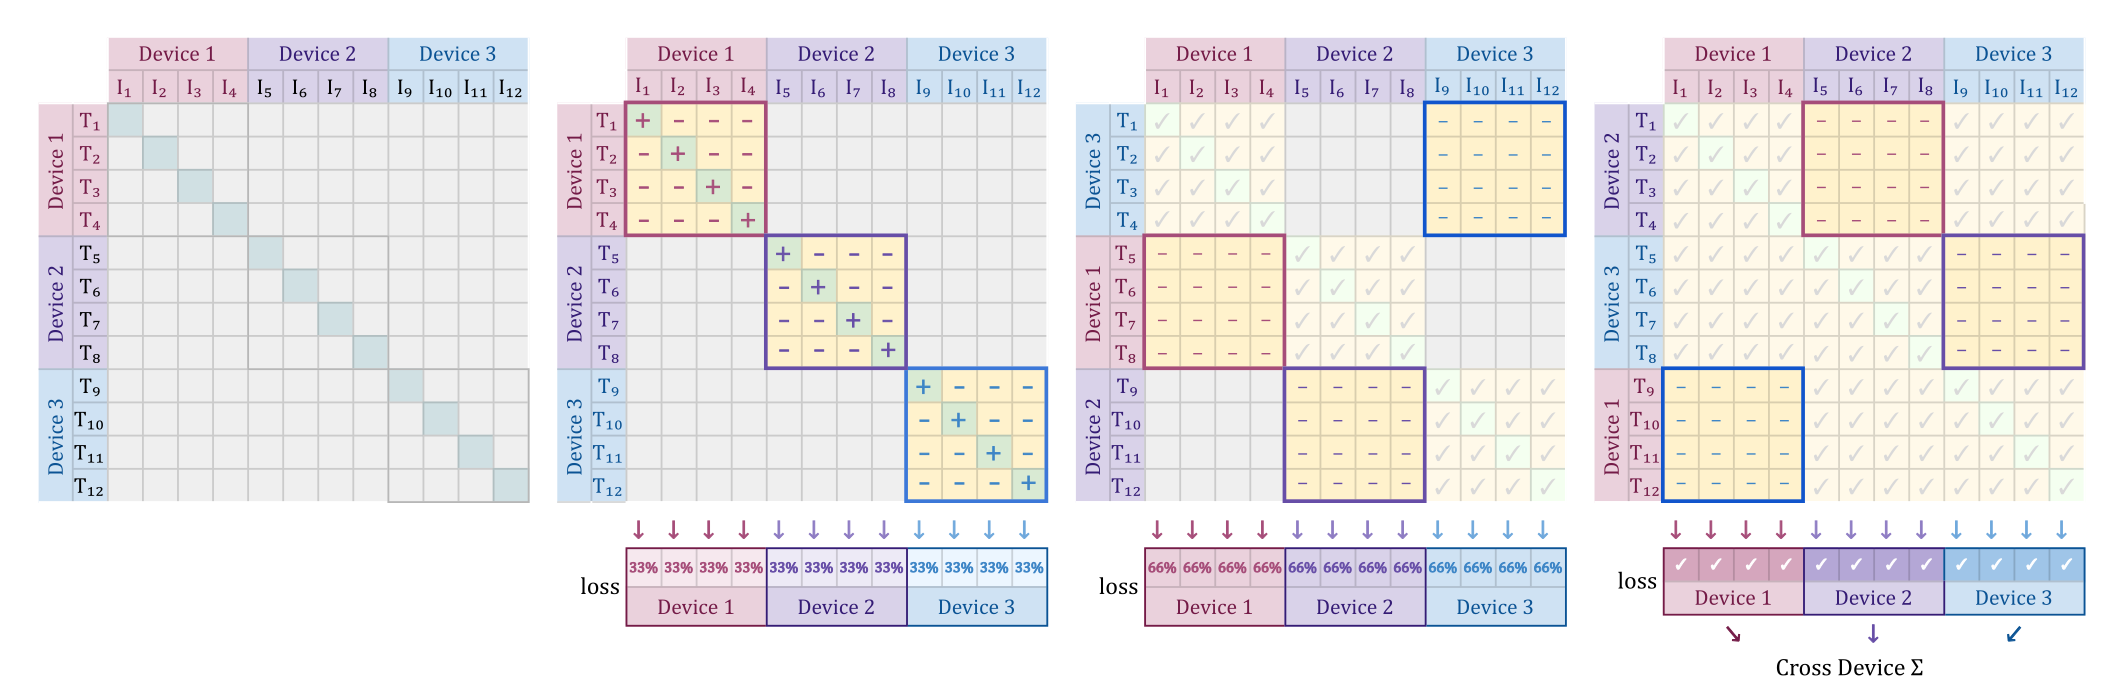 Device 1 Device 2 Device 3
I₁ I₂ I₃ I₄ I₅ I₆ I₇ I₈ I₉ I₁₀ I₁₁ I₁₂
Device 1
T₁
T₂
T₃
T₄
Device 2
T₅
T₆
T₇
T₈
Device 3
T₉
T₁₀
T₁₁
T₁₂
Device 1 Device 2 Device 3
I₁ I₂ I₃ I₄ I₅ I₆ I₇ I₈ I₉ I₁₀ I₁₁ I₁₂
Device 1
T₁ + − − −
T₂ − + − −
T₃ − − + −
T₄ − − − +
Device 2
T₅ + − − −
T₆ − + − −
T₇ − − + −
T₈ − − − +
Device 3
T₉ + − − −
T₁₀ − + − −
T₁₁ − − + −
T₁₂ − − − +
↓ ↓ ↓ ↓ ↓ ↓ ↓ ↓ ↓ ↓ ↓ ↓
loss
33% 33% 33% 33% 33% 33% 33% 33% 33% 33% 33% 33%
Device 1 Device 2 Device 3
Device 1 Device 2 Device 3
I₁ I₂ I₃ I₄ I₅ I₆ I₇ I₈ I₉ I₁₀ I₁₁ I₁₂
Device 3
T₁ ✓ ✓ ✓ ✓ − − − −
T₂ ✓ ✓ ✓ ✓ − − − −
T₃ ✓ ✓ ✓ ✓ − − − −
T₄ ✓ ✓ ✓ ✓ − − − −
Device 1
T₅ − − − − ✓ ✓ ✓ ✓
T₆ − − − − ✓ ✓ ✓ ✓
T₇ − − − − ✓ ✓ ✓ ✓
T₈ − − − − ✓ ✓ ✓ ✓
Device 2
T₉ − − − − ✓ ✓ ✓ ✓
T₁₀ − − − − ✓ ✓ ✓ ✓
T₁₁ − − − − ✓ ✓ ✓ ✓
T₁₂ − − − − ✓ ✓ ✓ ✓
↓ ↓ ↓ ↓ ↓ ↓ ↓ ↓ ↓ ↓ ↓ ↓
loss
66% 66% 66% 66% 66% 66% 66% 66% 66% 66% 66% 66%
Device 1 Device 2 Device 3
Device 1 Device 2 Device 3
I₁ I₂ I₃ I₄ I₅ I₆ I₇ I₈ I₉ I₁₀ I₁₁ I₁₂
Device 2
T₁ ✓ ✓ ✓ ✓ − − − − ✓ ✓ ✓ ✓
T₂ ✓ ✓ ✓ ✓ − − − − ✓ ✓ ✓ ✓
T₃ ✓ ✓ ✓ ✓ − − − − ✓ ✓ ✓ ✓
T₄ ✓ ✓ ✓ ✓ − − − − ✓ ✓ ✓ ✓
Device 3
T₅ ✓ ✓ ✓ ✓ ✓ ✓ ✓ ✓ − − − −
T₆ ✓ ✓ ✓ ✓ ✓ ✓ ✓ ✓ − − − −
T₇ ✓ ✓ ✓ ✓ ✓ ✓ ✓ ✓ − − − −
T₈ ✓ ✓ ✓ ✓ ✓ ✓ ✓ ✓ − − − −
Device 1
T₉ − − − − ✓ ✓ ✓ ✓ ✓ ✓ ✓ ✓
T₁₀ − − − − ✓ ✓ ✓ ✓ ✓ ✓ ✓ ✓
T₁₁ − − − − ✓ ✓ ✓ ✓ ✓ ✓ ✓ ✓
T₁₂ − − − − ✓ ✓ ✓ ✓ ✓ ✓ ✓ ✓
↓ ↓ ↓ ↓ ↓ ↓ ↓ ↓ ↓ ↓ ↓ ↓
loss
✓ ✓ ✓ ✓ ✓ ✓ ✓ ✓ ✓ ✓ ✓ ✓
Device 1 Device 2 Device 3
↘ ↓ ↙
Cross Device Σ